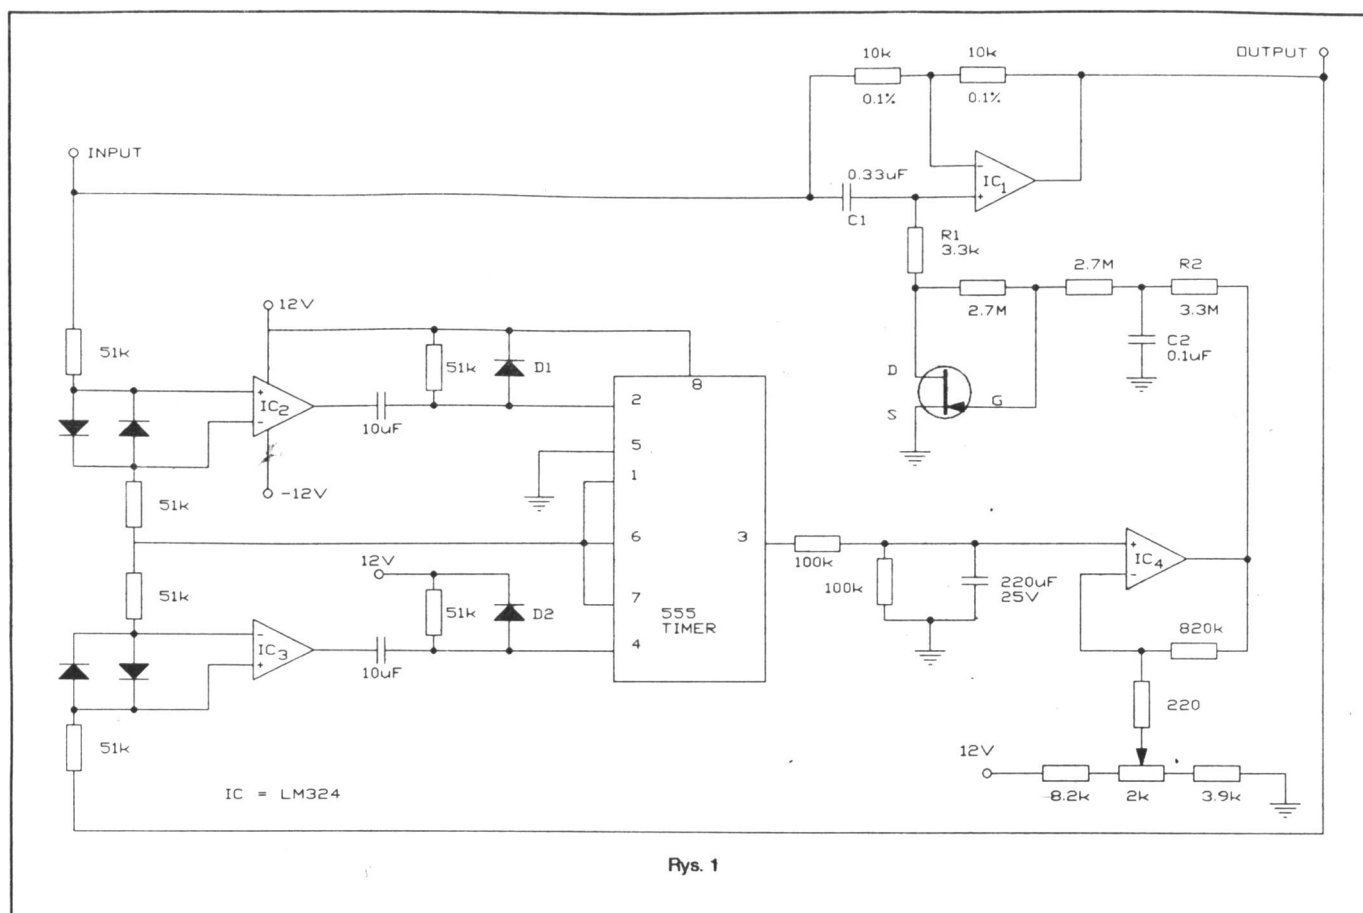 OUTPUT
10k
10k
0.1%
0.1%
INPUT
0.33uF
C1
IC1
R1
3.3k
2.7M
2.7M
R2
3.3M
C2
0.1uF
D
S
G
12V
51k
51k
D1
IC2
10uF
-12V
51k
8
2
5
1
6
7
4
3
555
TIMER
12V
51k
51k
D2
IC3
10uF
51k
100k
100k
220uF
25V
IC4
820k
220
12V
8.2k
2k
3.9k
IC = LM324
Rys. 1